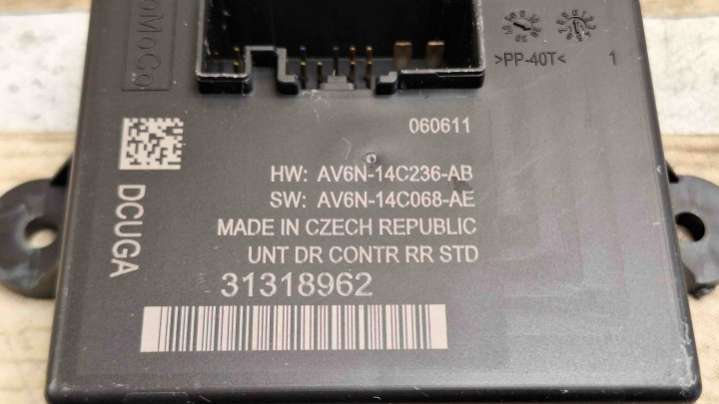 FoMoCo
>PP-40T<
1
060611
HW: AV6N-14C236-AB
SW: AV6N-14C068-AE
MADE IN CZECH REPUBLIC
UNT DR CONTR RR STD
31318962
DCUGA